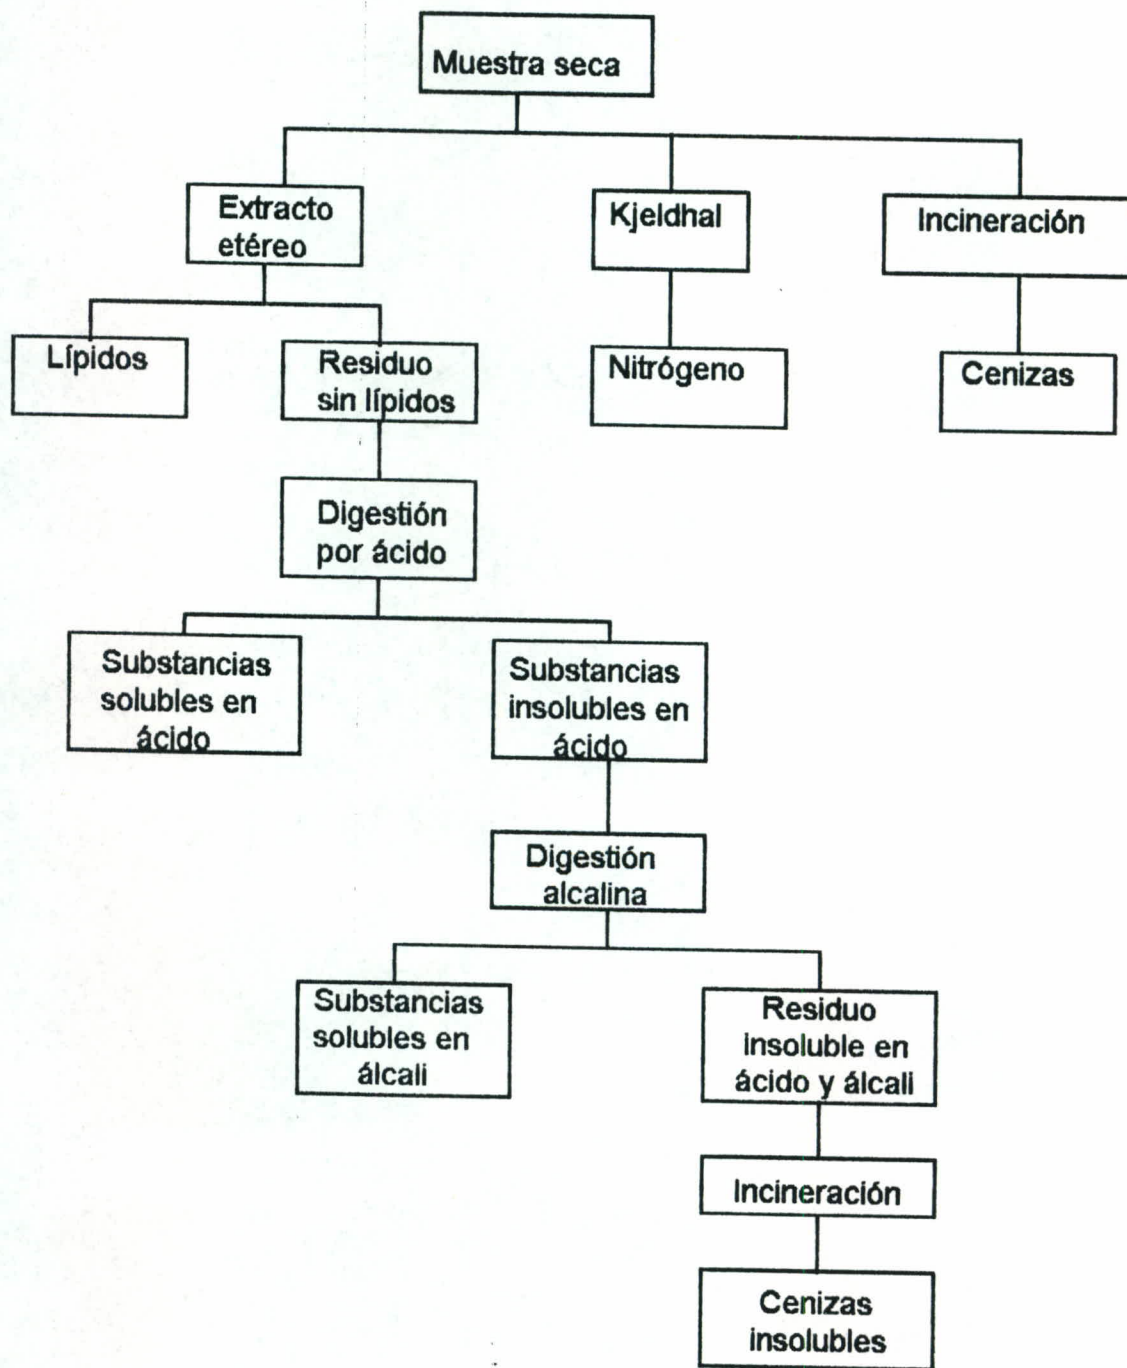 Muestra seca
Extracto
etéreo
Kjeldhal
Incineración
Lípidos
Residuo
sin lípidos
Nitrógeno
Cenizas
Digestión
por ácido
Substancias
solubles en
ácido
Substancias
insolubles en
ácido
Digestión
alcalina
Substancias
solubles en
álcali
Residuo
insoluble en
ácido y álcali
Incineración
Cenizas
insolubles